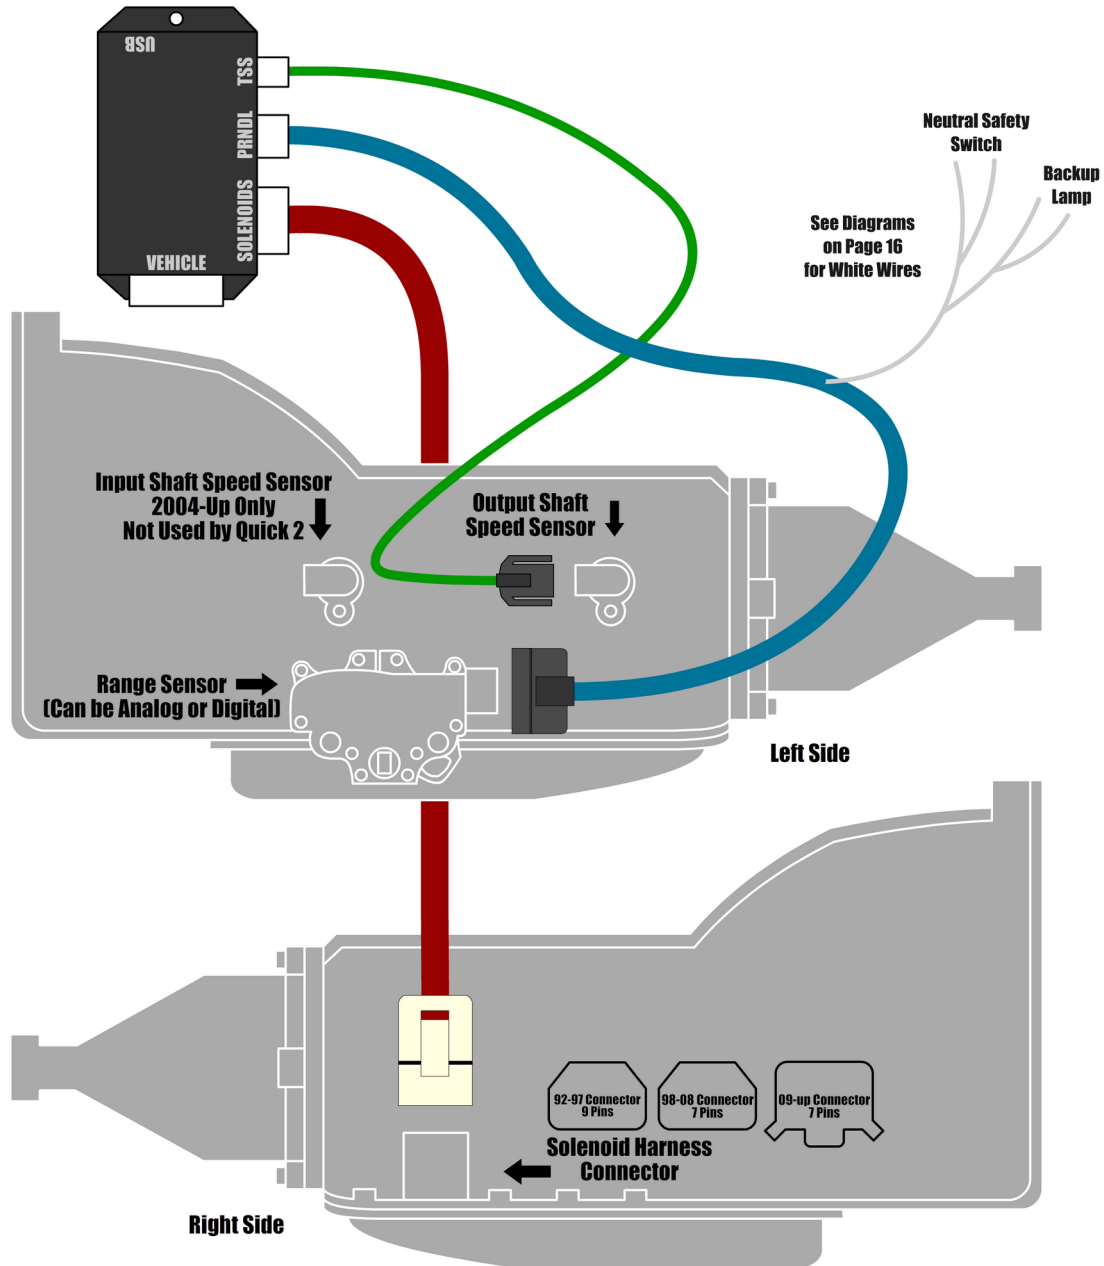 USB
TSS
PRNDL
SOLENOIDS
VEHICLE
Neutral Safety
Switch
Backup
Lamp
See Diagrams
on Page 16
for White Wires
Input Shaft Speed Sensor
2004-Up Only
Not Used by Quick 2
Output Shaft
Speed Sensor
Range Sensor
(Can be Analog or Digital)
Left Side
92-97 Connector
9 Pins
98-08 Connector
7 Pins
09-up Connector
7 Pins
Solenoid Harness
Connector
Right Side